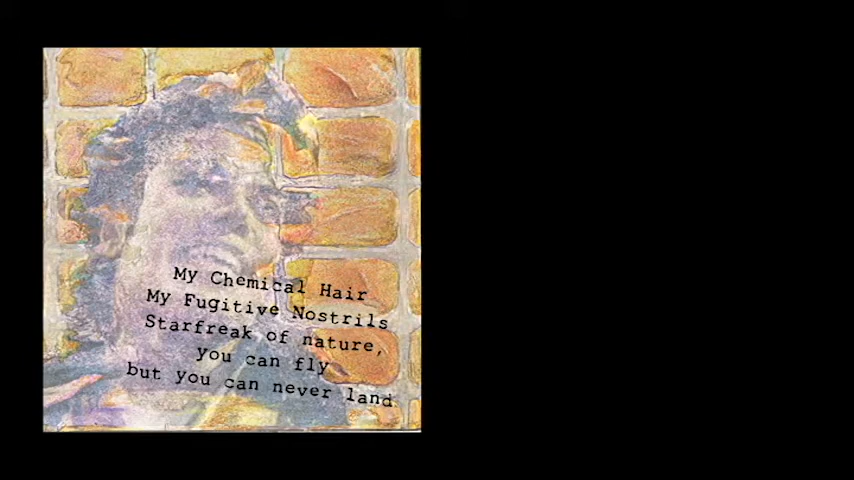 My Chemical Hair
My Fugitive Nostrils
Starfreak of nature,
you can fly
but you can never land